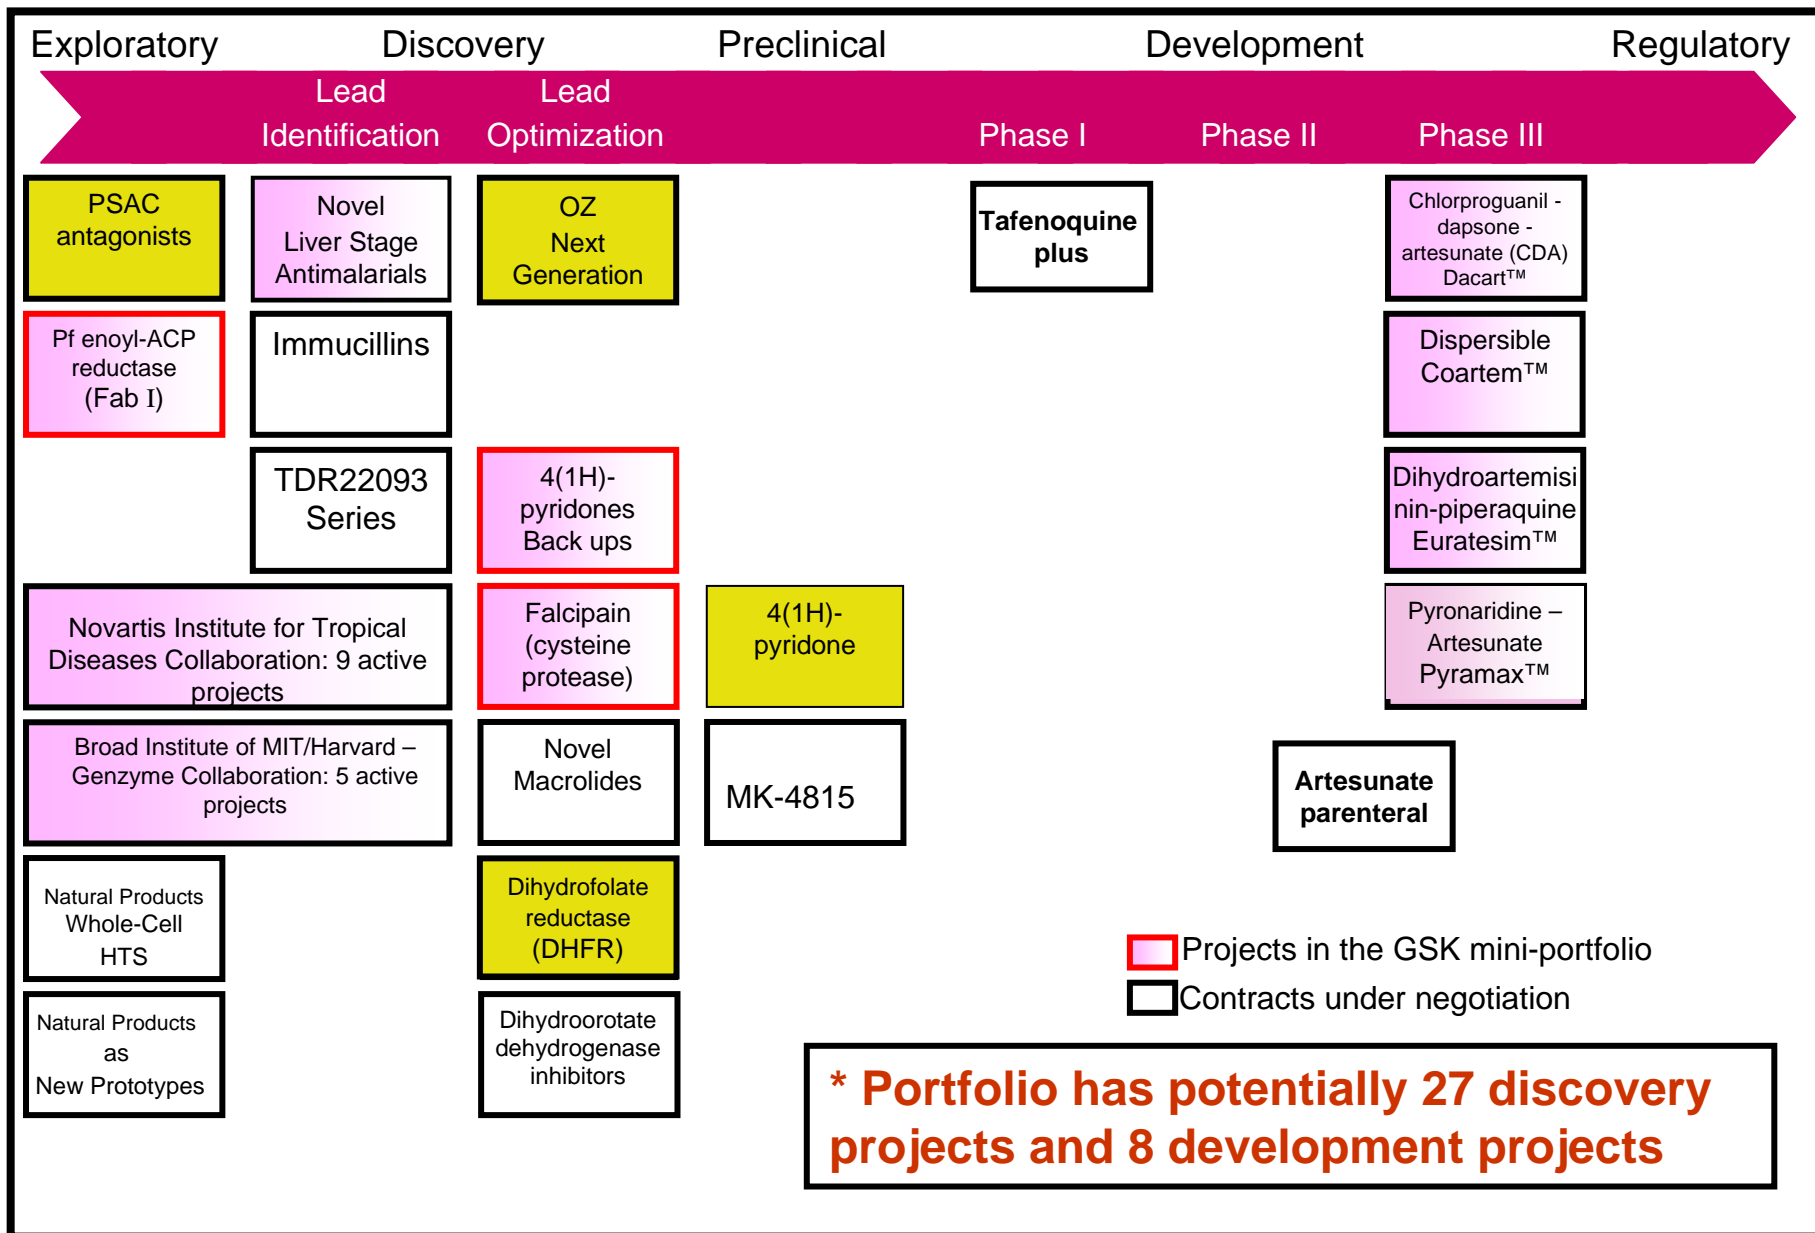 Exploratory
Discovery
Preclinical
Development
Regulatory
Lead
Identification
Lead
Optimization
Phase I
Phase II
Phase III
PSAC
antagonists
Novel
Liver Stage
Antimalarials
OZ
Next
Generation
Tafenoquine
plus
Chlorproguanil -
dapsone -
artesunate (CDA)
Dacart™
Pf enoyl-ACP
reductase
(Fab I)
Immucillins
Dispersible
Coartem™
TDR22093
Series
4(1H)-
pyridones
Back ups
Dihydroartemisi
nin-piperaquine
Euratesim™
Novartis Institute for Tropical
Diseases Collaboration: 9 active
projects
Falcipain
(cysteine
protease)
4(1H)-
pyridone
Pyronaridine –
Artesunate
Pyramax™
Broad Institute of MIT/Harvard –
Genzyme Collaboration: 5 active
projects
Novel
Macrolides
MK-4815
Artesunate
parenteral
Natural Products
Whole-Cell
HTS
Dihydrofolate
reductase
(DHFR)
Projects in the GSK mini-portfolio
Contracts under negotiation
Natural Products
as
New Prototypes
Dihydroorotate
dehydrogenase
inhibitors
* Portfolio has potentially 27 discovery
projects and 8 development projects